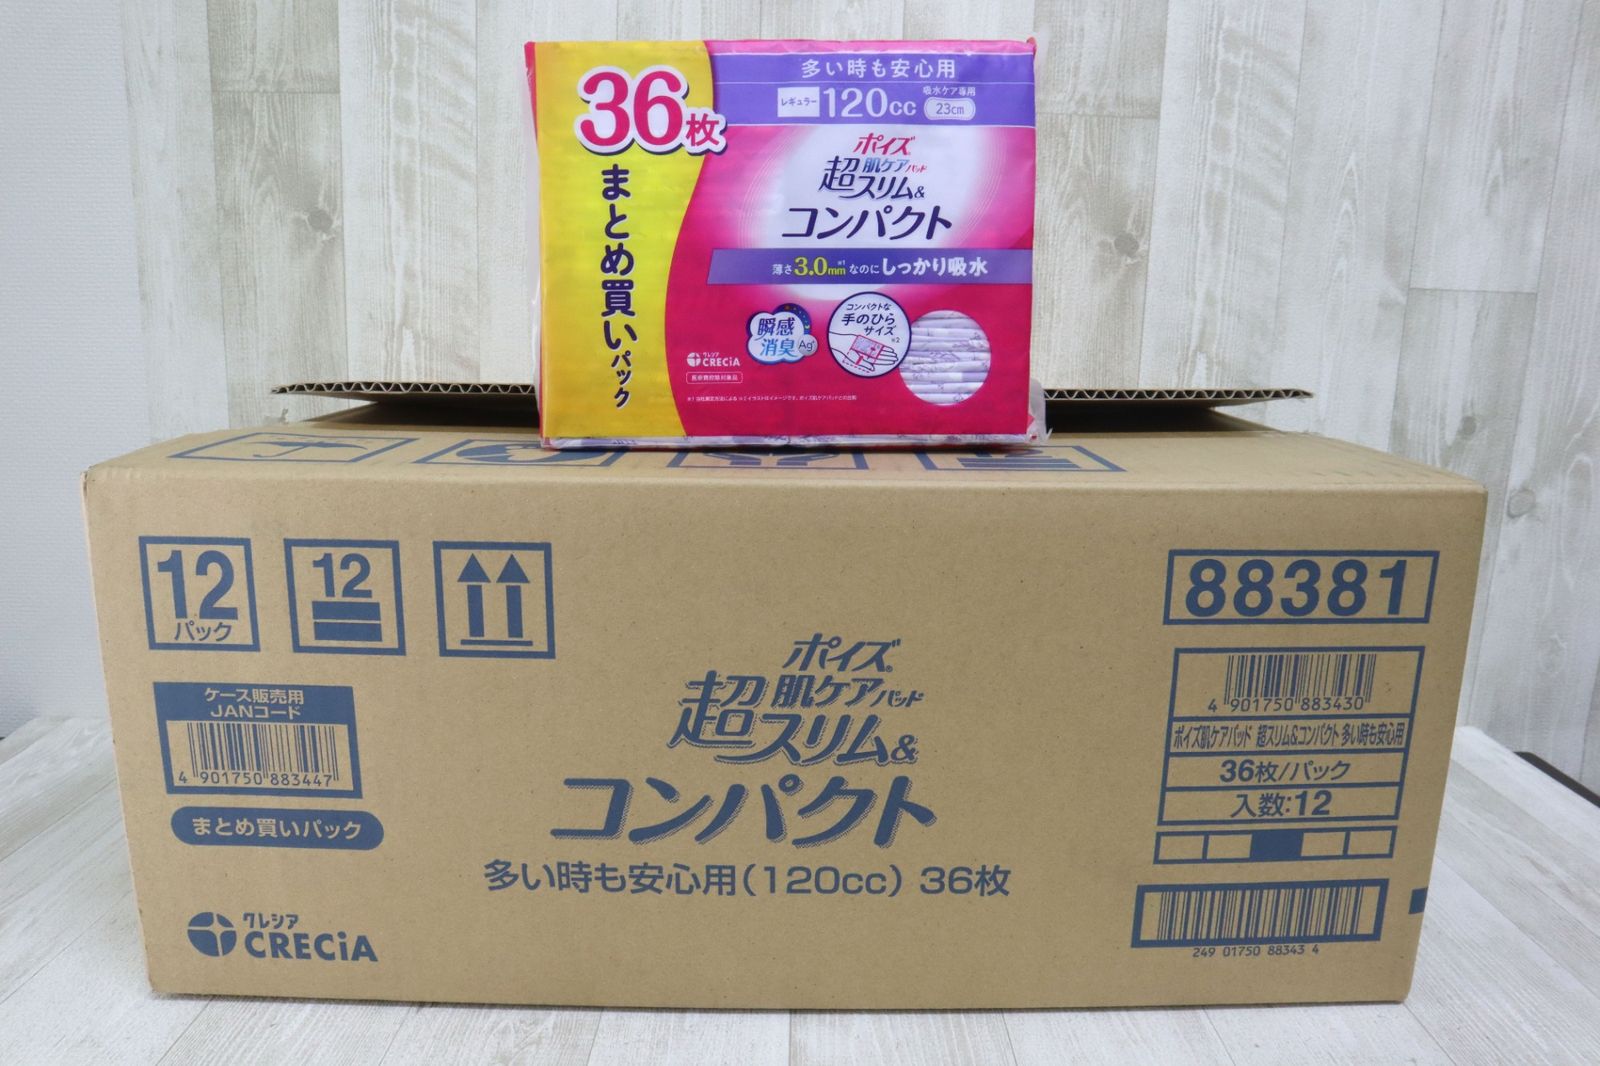 36枚
まとめ買いパック
多い時も安心用
レギュラー 120cc 吸水ケア専用 23cm
ポイズ
肌ケアパッド
超スリム&
コンパクト
薄さ3.0mm※1なのにしっかり吸水
瞬感
消臭 Ag+
コンパクトな
手のひら
サイズ※2
クレシア
CRECiA
医療費控除対象品
12
パック
12
ケース販売用
JANコード
4 901750 883447
まとめ買いパック
クレシア
CRECiA
ポイズ
肌ケアパッド
超スリム&
コンパクト
多い時も安心用(120cc) 36枚
88381
4 901750 883430
ポイズ肌ケアパッド 超スリム&コンパクト 多い時も安心用
36枚/パック
入数:12
249 01750 88343 4